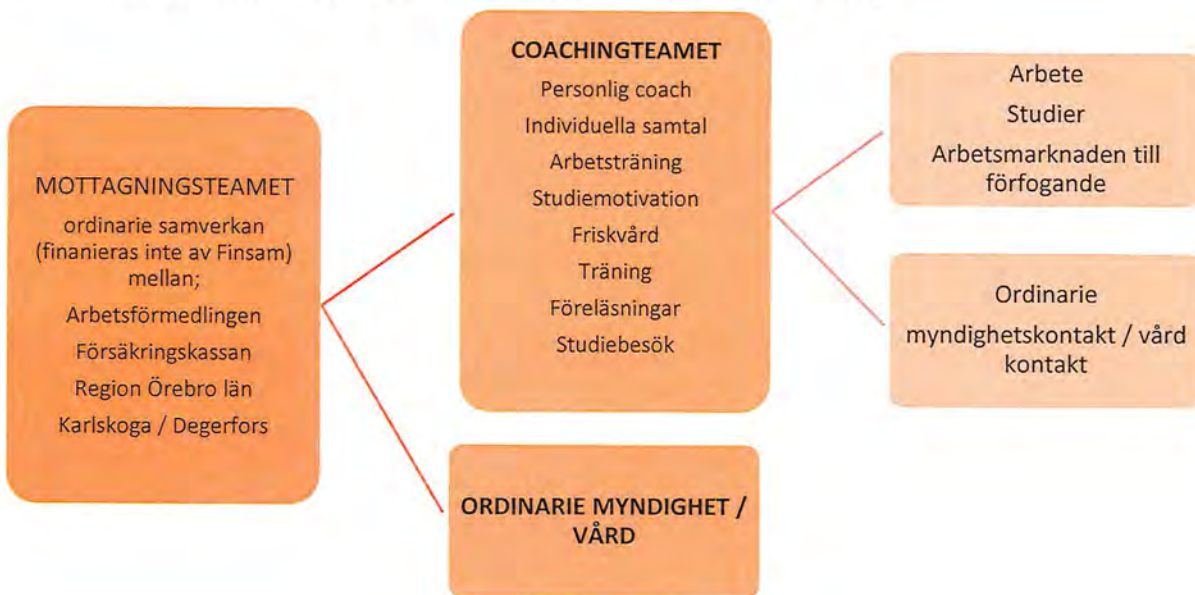 MOTTAGNINGSTEAMET
ordinarie samverkan
(finanieras inte av Finsam)
mellan;
Arbetsförmedlingen
Försäkringskassan
Region Örebro län
Karlskoga / Degerfors
COACHINGTEAMET
Personlig coach
Individuella samtal
Arbetsträning
Studiemotivation
Friskvård
Träning
Föreläsningar
Studiebesök
ORDINARIE MYNDIGHET /
VÅRD
Arbete
Studier
Arbetsmarknaden till
förfogande
Ordinarie
myndighetskontakt / vård
kontakt